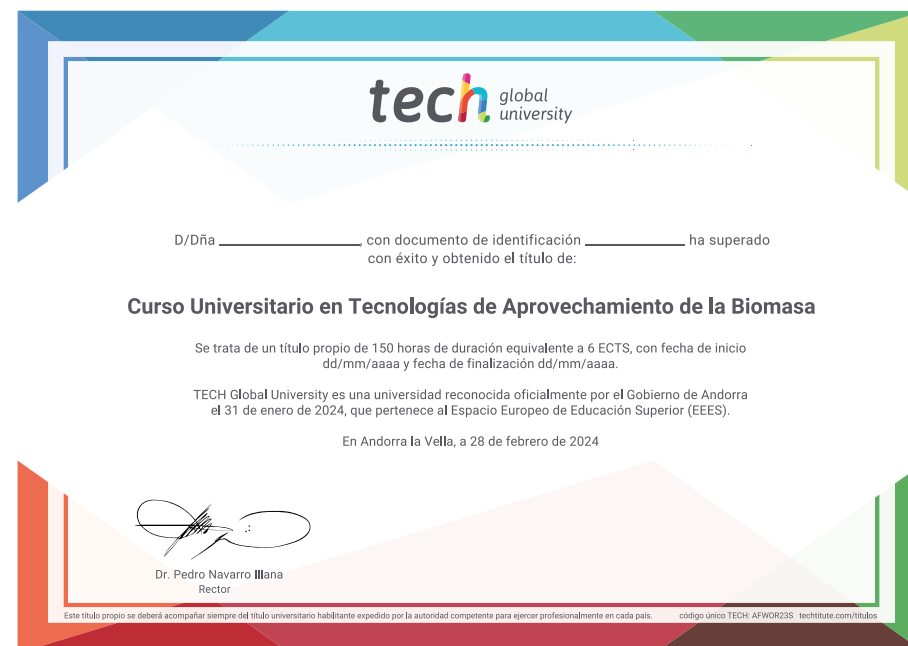 tech global university
D/Dña ______________, con documento de identificación __________ ha superado
con éxito y obtenido el título de:
Curso Universitario en Tecnologías de Aprovechamiento de la Biomasa
Se trata de un título propio de 150 horas de duración equivalente a 6 ECTS, con fecha de inicio
dd/mm/aaaa y fecha de finalización dd/mm/aaaa.
TECH Global University es una universidad reconocida oficialmente por el Gobierno de Andorra
el 31 de enero de 2024, que pertenece al Espacio Europeo de Educación Superior (EEES).
En Andorra la Vella, a 28 de febrero de 2024
Dr. Pedro Navarro Illana
Rector
Este título propio se deberá acompañar siempre del título universitario habilitante expedido por la autoridad competente para ejercer profesionalmente en cada país. código único TECH: AFWOR23S techtitute.com/titulos